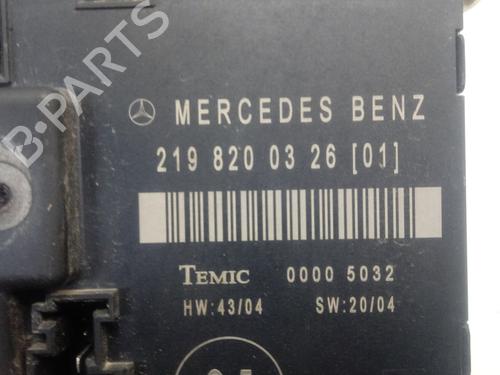 B-PARTS
MERCEDES BENZ
219 820 03 26 [01]
TEMIC 0000 5032
HW:43/04 SW:20/04